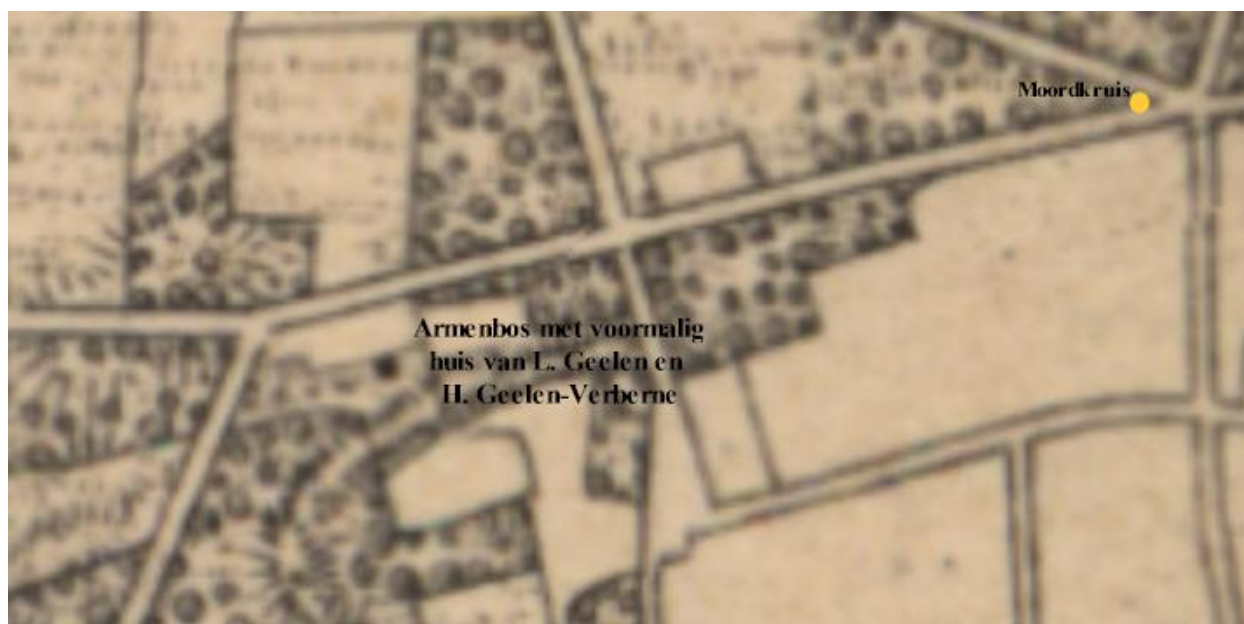 Moordkruis
Armenbos met voormalig
huis van L. Geelen en
H. Geelen-Verberne